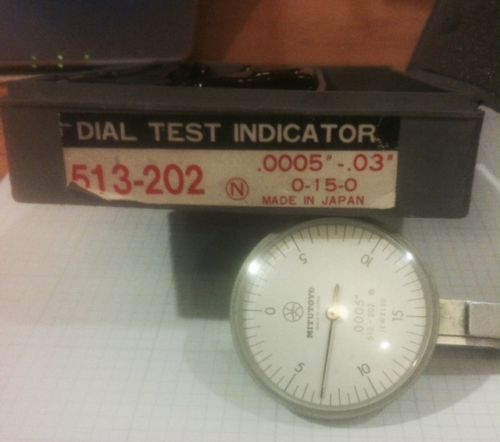 DIAL TEST INDICATOR
513-202
N
.0005"-.03"
0-15-0
MADE IN JAPAN
5
10
0
MITUTOYO
.0005"
JEWELED
15
5
10